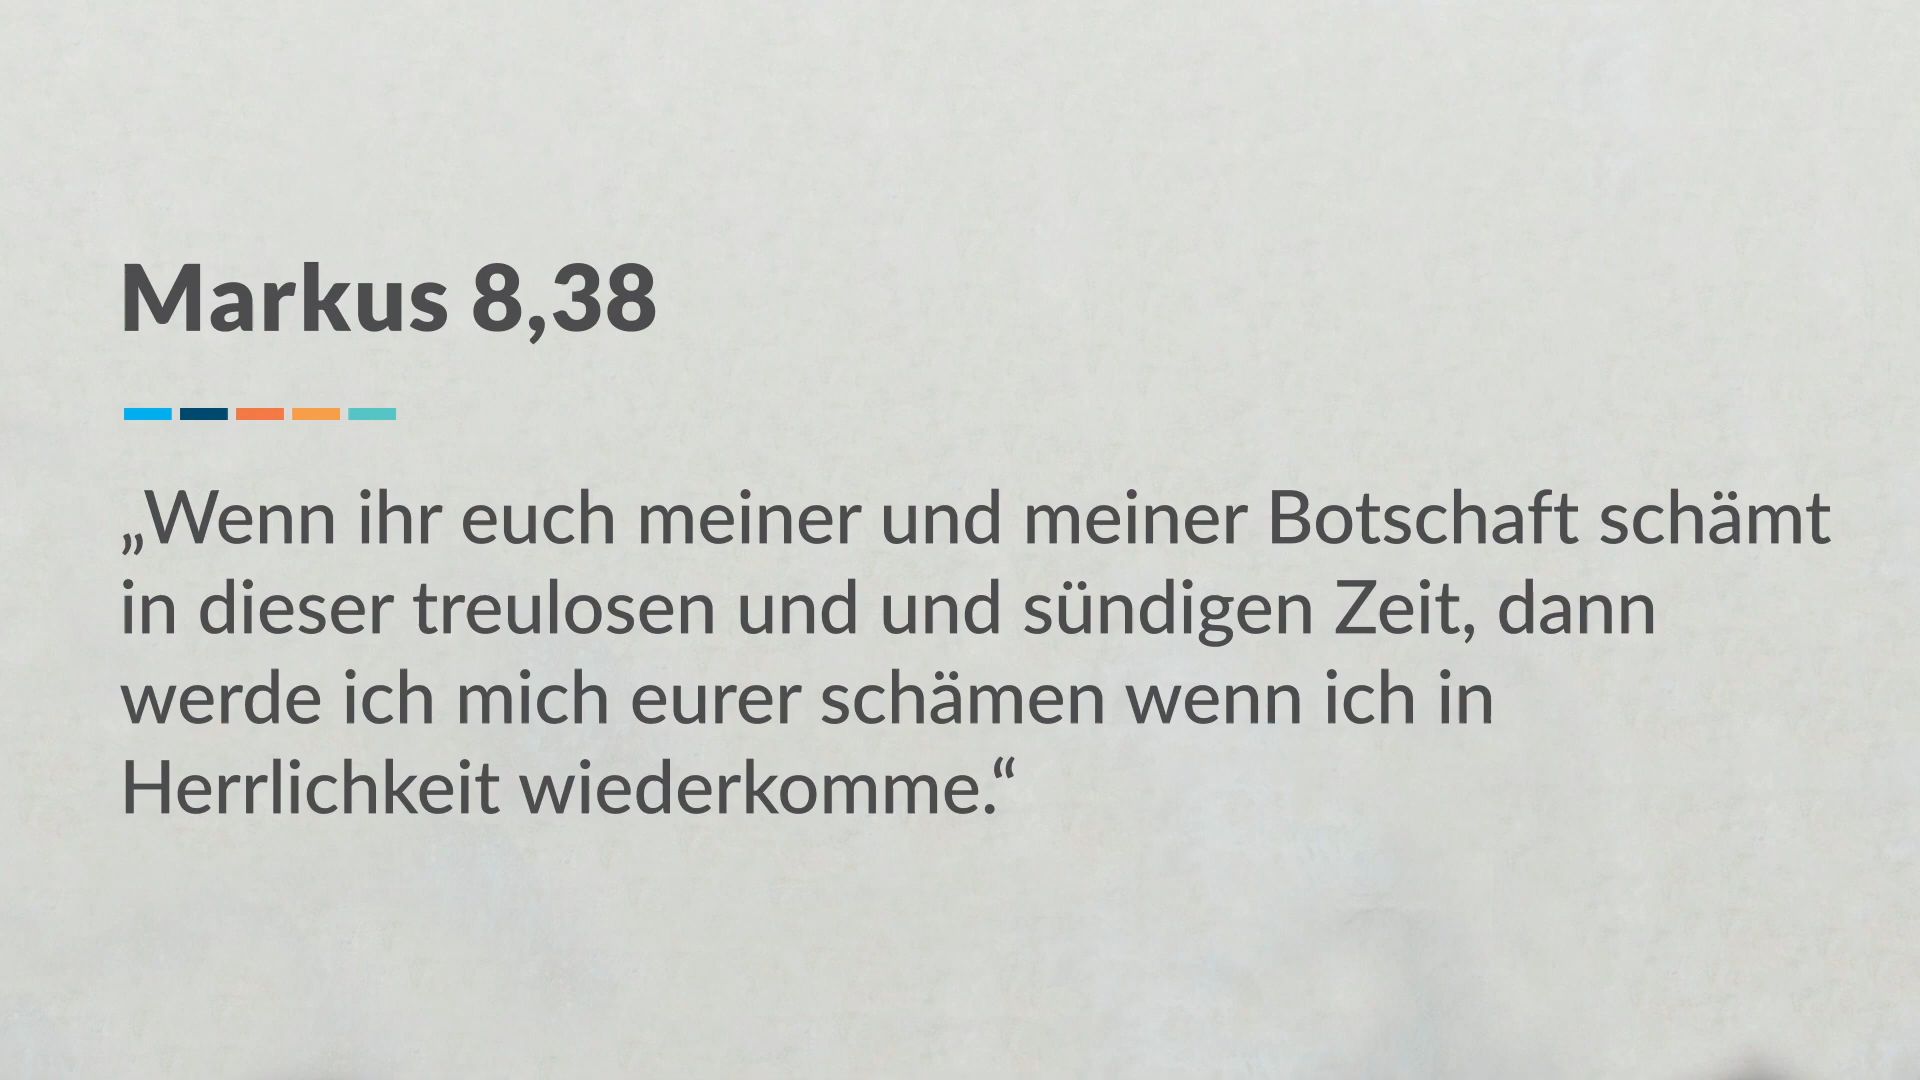 Markus 8,38
„Wenn ihr euch meiner und meiner Botschaft schämt
in dieser treulosen und und sündigen Zeit, dann
werde ich mich eurer schämen wenn ich in
Herrlichkeit wiederkomme.“